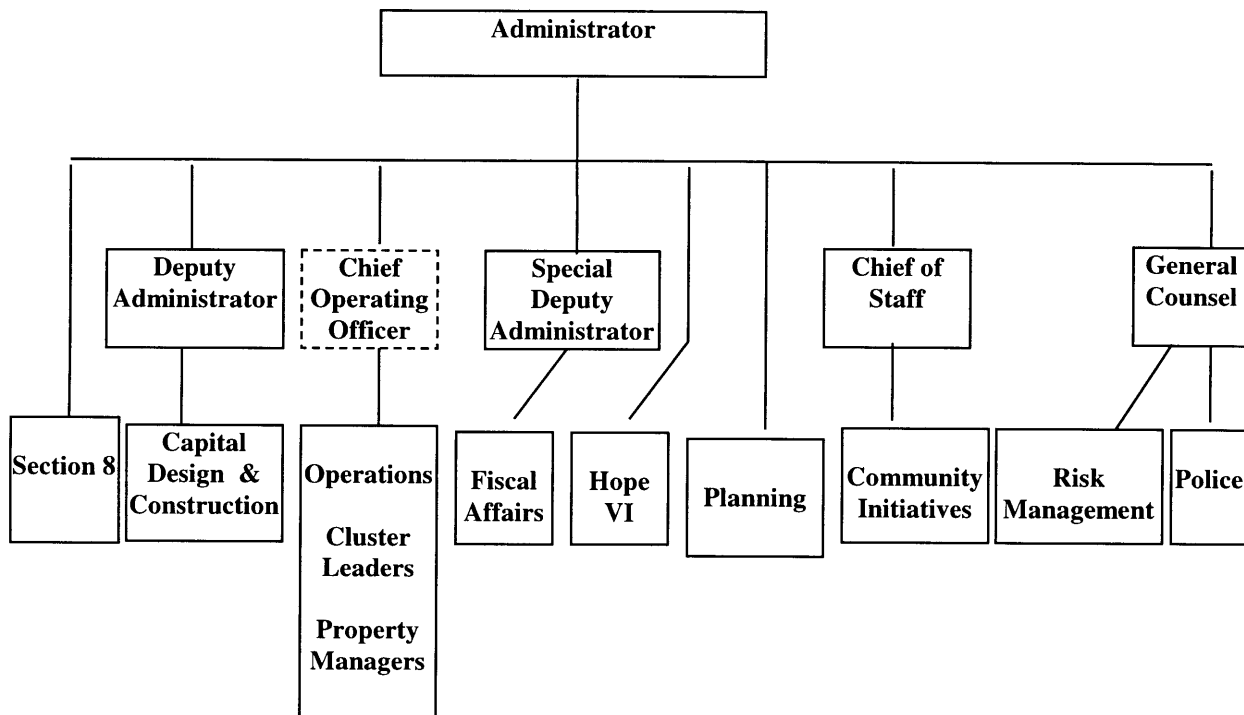 Administrator
Deputy
Administrator
Chief
Operating
Officer
Special
Deputy
Administrator
Chief of
Staff
General
Counsel
Section 8
Capital
Design &
Construction
Operations
Cluster
Leaders
Property
Managers
Fiscal
Affairs
Hope
VI
Planning
Community
Initiatives
Risk
Management
Police